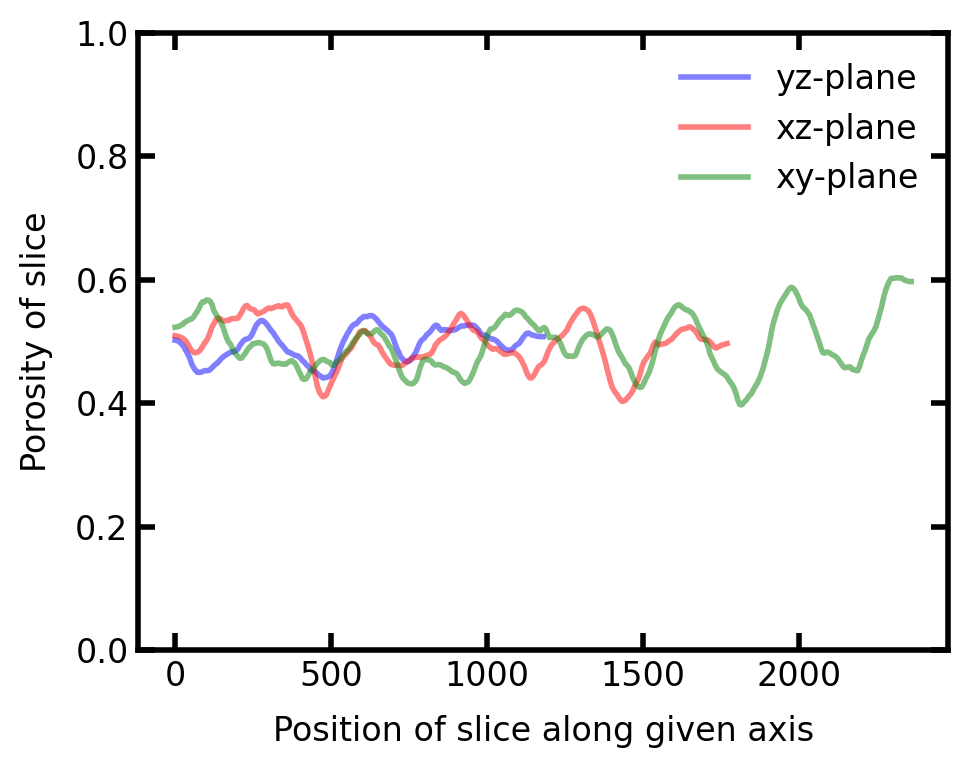 1.0
0.8
0.6
0.4
0.2
0.0
Porosity of slice
yz-plane
xz-plane
xy-plane
0 500 1000 1500 2000
Position of slice along given axis